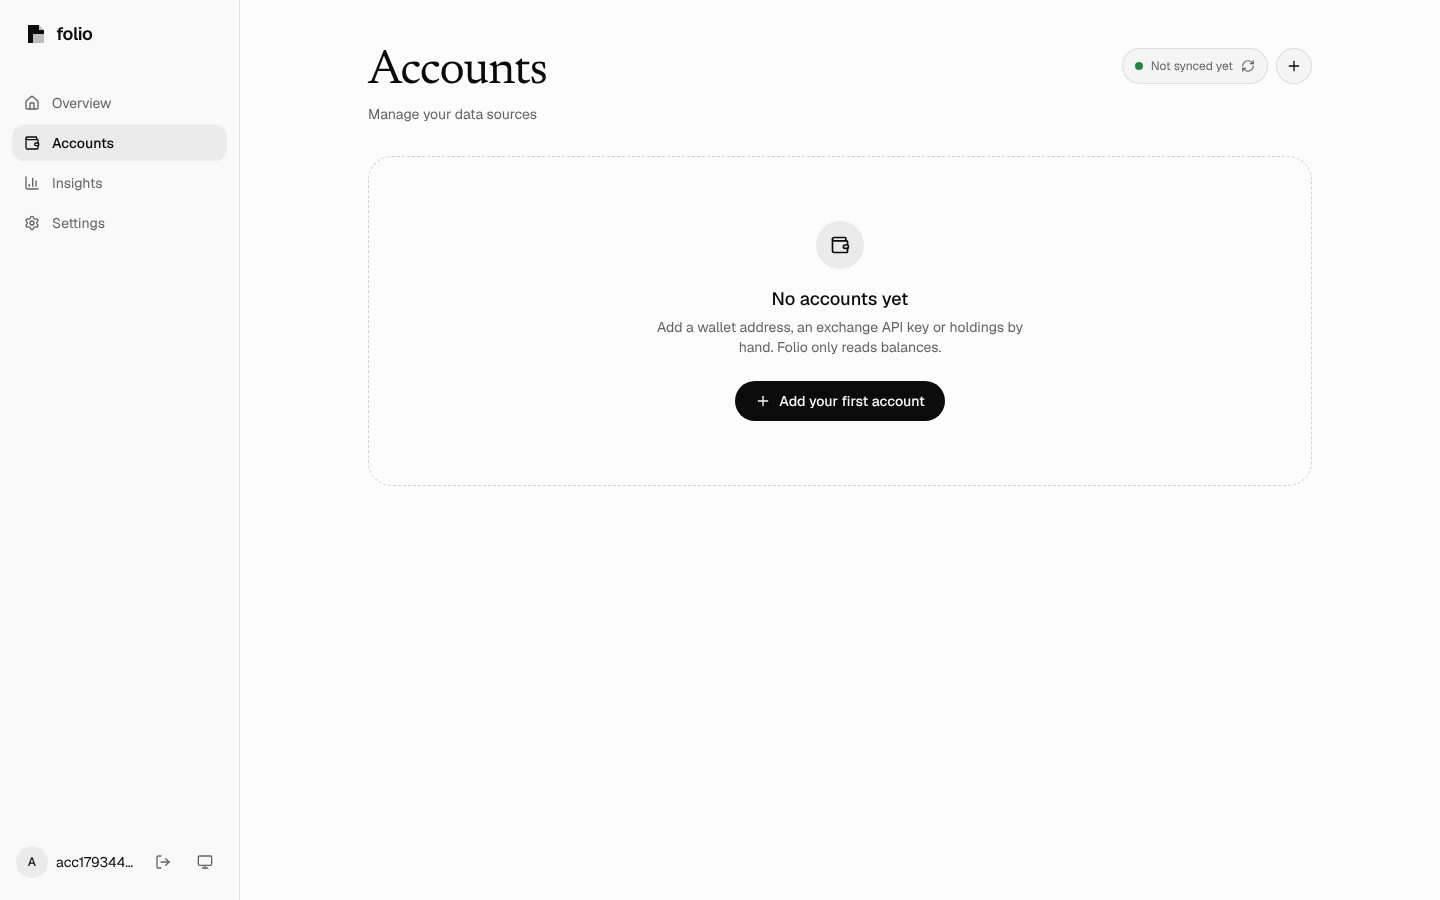 folio
Overview
Accounts
Insights
Settings
A
acc179344...
Accounts
Manage your data sources
Not synced yet
No accounts yet
Add a wallet address, an exchange API key or holdings by
hand. Folio only reads balances.
Add your first account